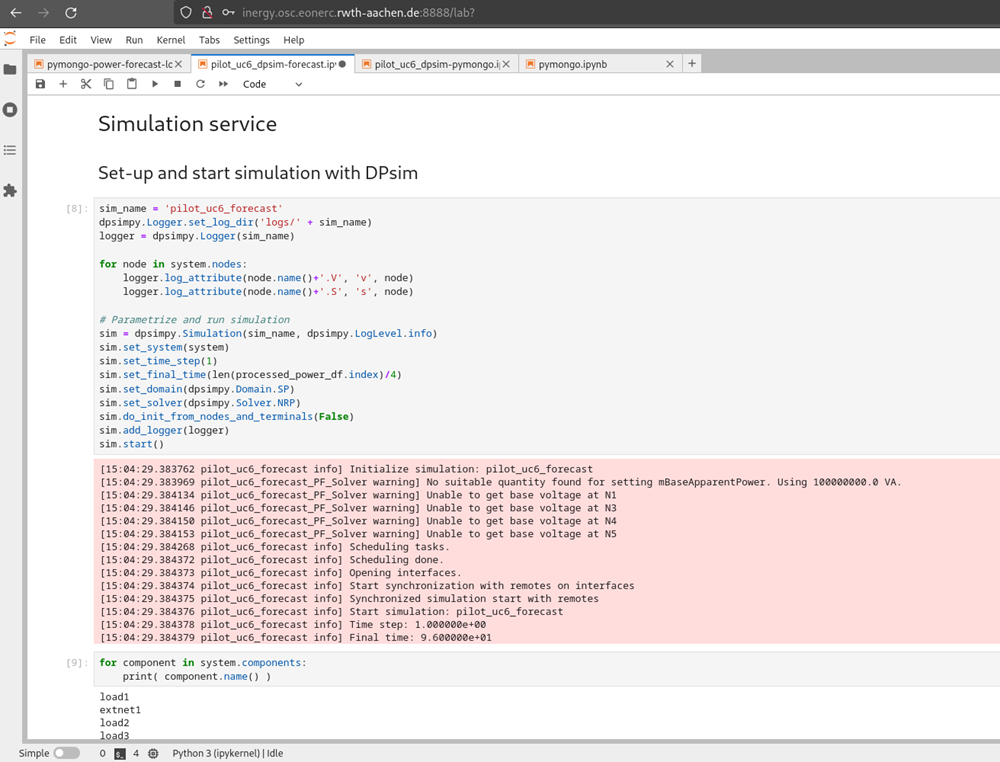 inergy.osc.eonerc.rwth-aachen.de:8888/lab?
File Edit View Run Kernel Tabs Settings Help
pymongo-power-forecast-lc pilot_uc6_dpsim-forecast.ip pilot_uc6_dpsim-pymongo.i pymongo.ipynb
Code
Simulation service
Set-up and start simulation with DPsim
[8]:
sim_name = 'pilot_uc6_forecast'
dpsimpy.Logger.set_log_dir('logs/' + sim_name)
logger = dpsimpy.Logger(sim_name)
for node in system.nodes:
    logger.log_attribute(node.name()+'.V', 'v', node)
    logger.log_attribute(node.name()+'.S', 's', node)
# Parametrize and run simulation
sim = dpsimpy.Simulation(sim_name, dpsimpy.LogLevel.info)
sim.set_system(system)
sim.set_time_step(1)
sim.set_final_time(len(processed_power_df.index)/4)
sim.set_domain(dpsimpy.Domain.SP)
sim.set_solver(dpsimpy.Solver.NRP)
sim.do_init_from_nodes_and_terminals(False)
sim.add_logger(logger)
sim.start()
[15:04:29.383762 pilot_uc6_forecast info] Initialize simulation: pilot_uc6_forecast
[15:04:29.383969 pilot_uc6_forecast_PF_Solver warning] No suitable quantity found for setting mBaseApparentPower. Using 100000000.0 VA.
[15:04:29.384134 pilot_uc6_forecast_PF_Solver warning] Unable to get base voltage at N1
[15:04:29.384146 pilot_uc6_forecast_PF_Solver warning] Unable to get base voltage at N3
[15:04:29.384150 pilot_uc6_forecast_PF_Solver warning] Unable to get base voltage at N4
[15:04:29.384153 pilot_uc6_forecast_PF_Solver warning] Unable to get base voltage at N5
[15:04:29.384268 pilot_uc6_forecast info] Scheduling tasks.
[15:04:29.384372 pilot_uc6_forecast info] Scheduling done.
[15:04:29.384373 pilot_uc6_forecast info] Opening interfaces.
[15:04:29.384374 pilot_uc6_forecast info] Start synchronization with remotes on interfaces
[15:04:29.384375 pilot_uc6_forecast info] Synchronized simulation start with remotes
[15:04:29.384376 pilot_uc6_forecast info] Start simulation: pilot_uc6_forecast
[15:04:29.384378 pilot_uc6_forecast info] Time step: 1.000000e+00
[15:04:29.384379 pilot_uc6_forecast info] Final time: 9.600000e+01
[9]:
for component in system.components:
    print( component.name() )
load1
extnet1
load2
load3
Simple 0 $_ 4 Python 3 (ipykernel) | Idle